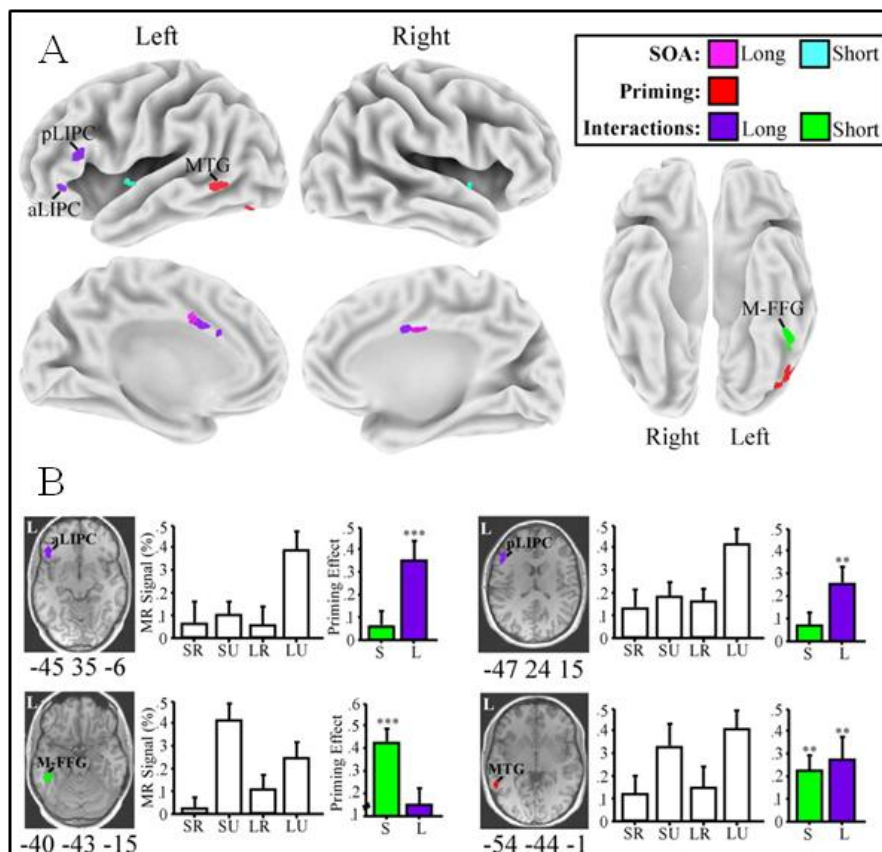 A
Left
Right
SOA: Long Short
Priming:
Interactions: Long Short
pLIPC
MTG
aLIPC
M-FFG
Right Left
B
L
aLIPC
-45 35 -6
MR Signal (%)
.5
.4
.3
.2
.1
0
SR SU LR LU
Priming Effect
.5
.4
.3
.2
.1
0
***
S L
L
pLIPC
-47 24 15
.5
.4
.3
.2
.1
0
SR SU LR LU
.5
.4
.3
.2
.1
0
**
S L
L
M-FFG
-40 -43 -15
MR Signal (%)
.5
.4
.3
.2
.1
0
SR SU LR LU
Priming Effect
.5
.4
.3
.2
.1
***
S L
L
MTG
-54 -44 -1
.5
.4
.3
.2
.1
0
SR SU LR LU
.5
.4
.3
.2
.1
0
** **
S L